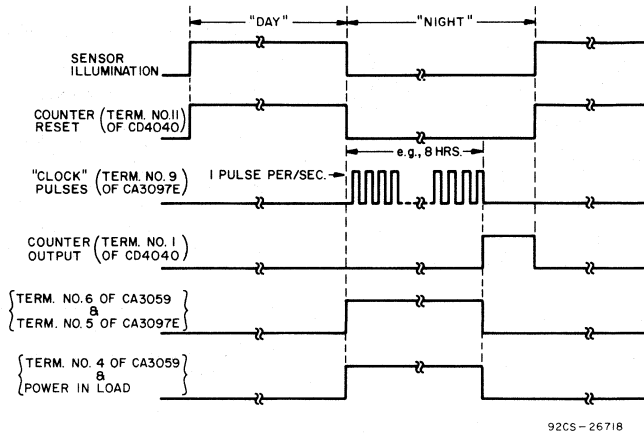 "DAY" "NIGHT"
SENSOR
ILLUMINATION
COUNTER (TERM. NO. 11
RESET OF CD4040)
e.g., 8 HRS.
"CLOCK" (TERM. NO. 9
PULSES OF CA3097E)
1 PULSE PER/SEC.
COUNTER (TERM. NO. 1
OUTPUT OF CD4040)
{TERM. NO. 6 OF CA3059
&
TERM. NO. 5 OF CA3097E}
{TERM. NO. 4 OF CA3059
&
POWER IN LOAD}
92CS-26718